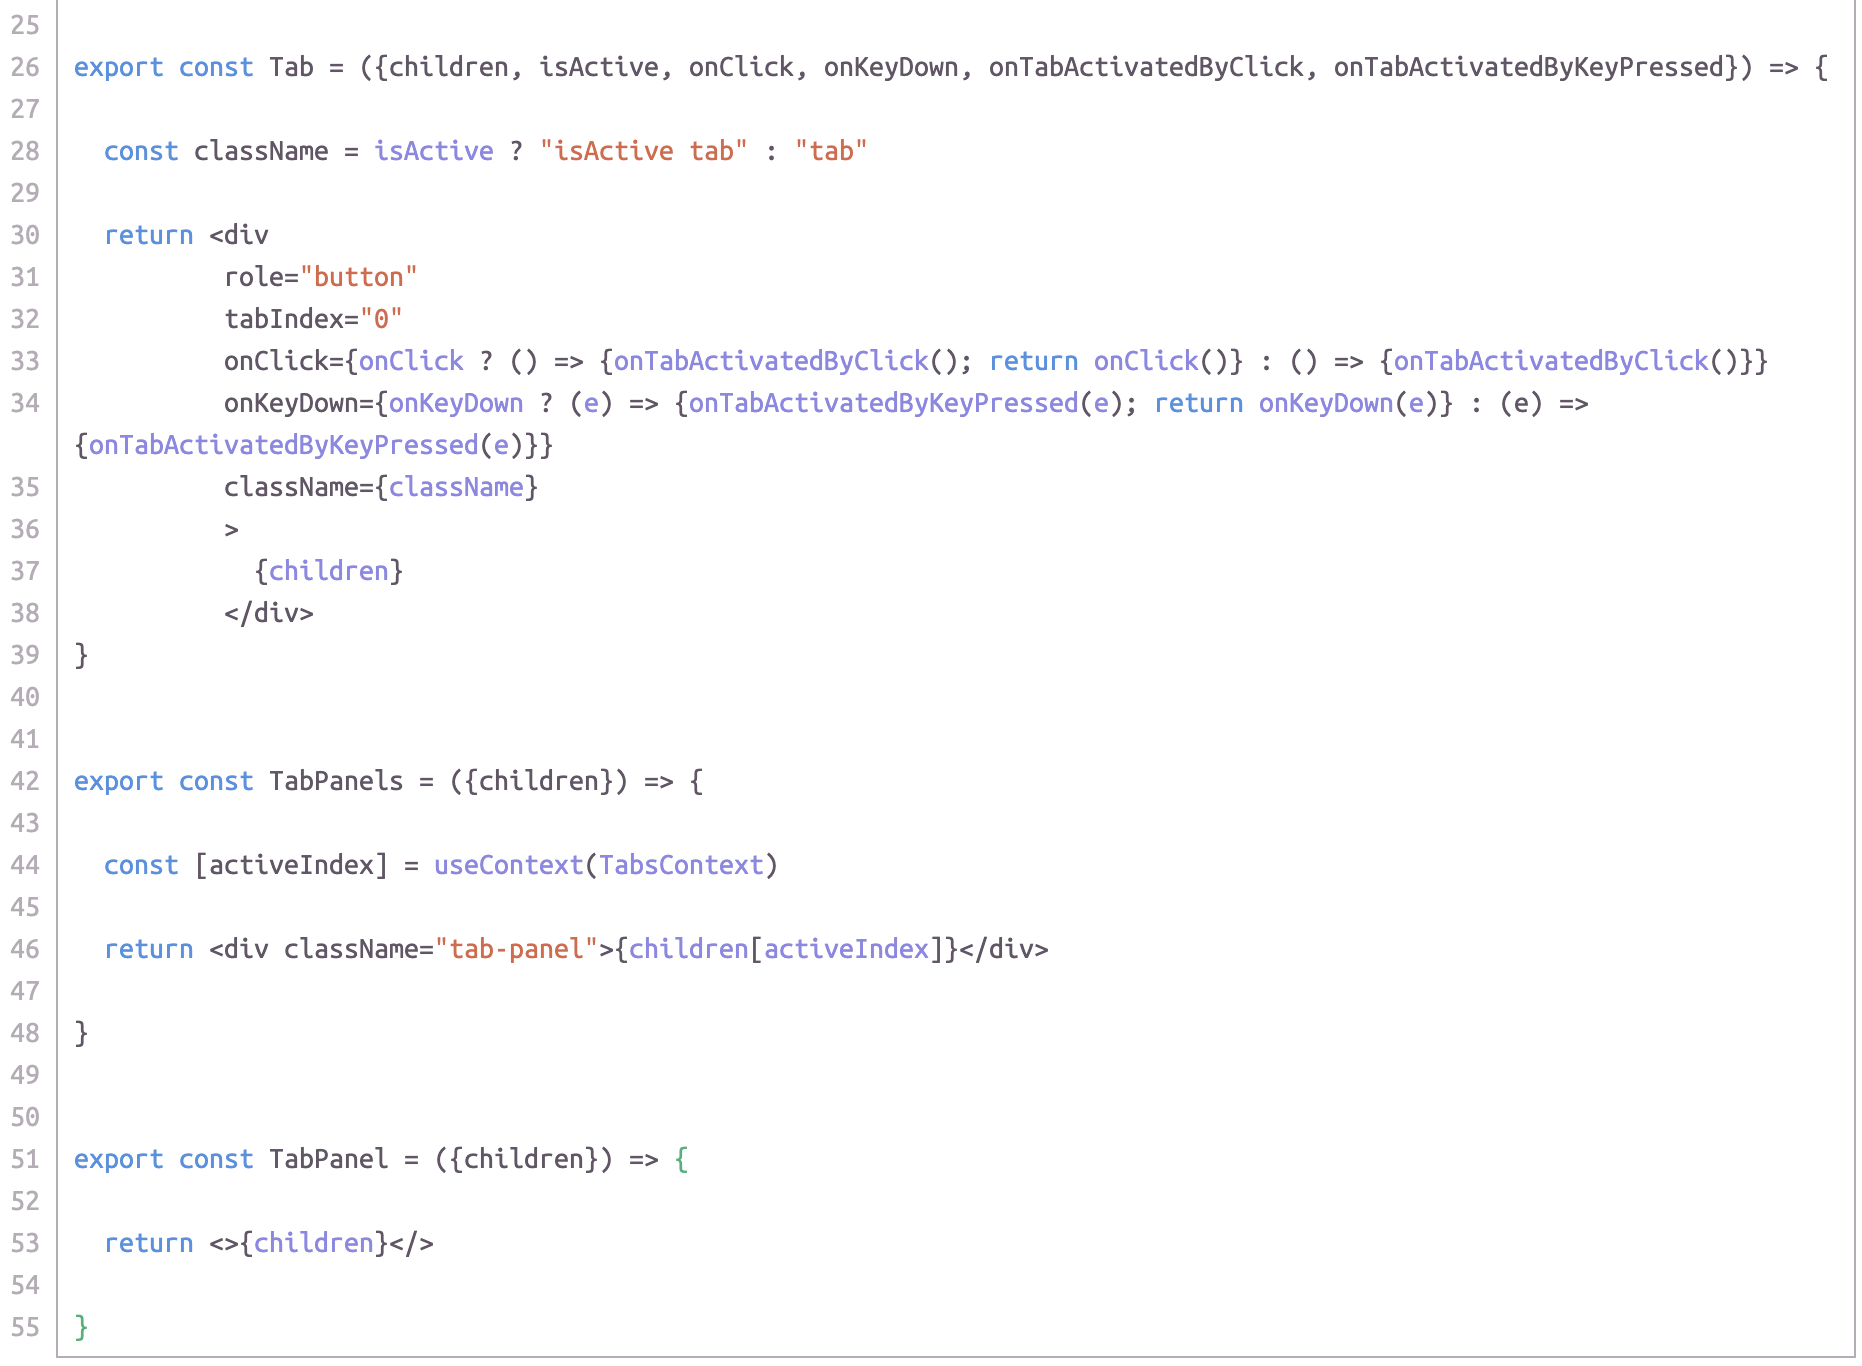 25
26 export const Tab = ({children, isActive, onClick, onKeyDown, onTabActivatedByClick, onTabActivatedByKeyPressed}) => {
27
28   const className = isActive ? "isActive tab" : "tab"
29
30   return <div
31           role="button"
32           tabIndex="0"
33           onClick={onClick ? () => {onTabActivatedByClick(); return onClick()} : () => {onTabActivatedByClick()}}
34           onKeyDown={onKeyDown ? (e) => {onTabActivatedByKeyPressed(e); return onKeyDown(e)} : (e) =>
{onTabActivatedByKeyPressed(e)}}
35           className={className}
36           >
37             {children}
38           </div>
39 }
40
41
42 export const TabPanels = ({children}) => {
43
44   const [activeIndex] = useContext(TabsContext)
45
46   return <div className="tab-panel">{children[activeIndex]}</div>
47
48 }
49
50
51 export const TabPanel = ({children}) => {
52
53   return <>{children}</>
54
55 }